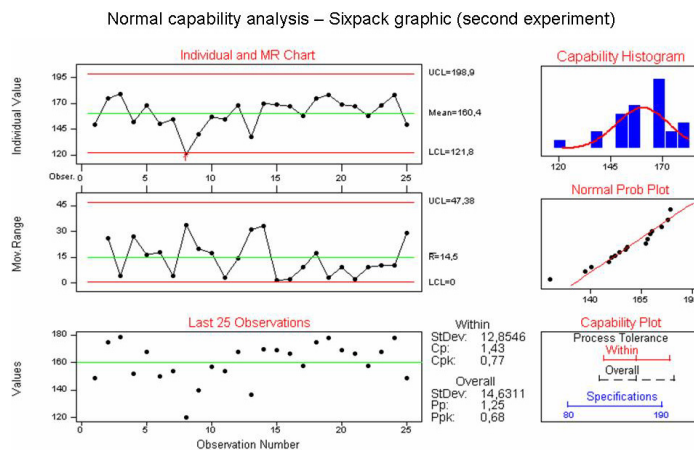 Normal capability analysis – Sixpack graphic (second experiment)
Individual and MR Chart
Individual Value
195
170
145
120
UCL=198,9
Mean=160,4
LCL=121,8
1
Obser. 0 5 10 15 20 25
Mov.Range
45
30
15
0
UCL=47,38
R=14,5
LCL=0
Last 25 Observations
Values
180
160
140
120
0 5 10 15 20 25
Observation Number
Within
StDev: 12,8546
Cp: 1,43
Cpk: 0,77
Overall
StDev: 14,6311
Pp: 1,25
Ppk: 0,68
Capability Histogram
120 145 170
Normal Prob Plot
140 165 190
Capability Plot
Process Tolerance
Within
Overall
Specifications
80 190